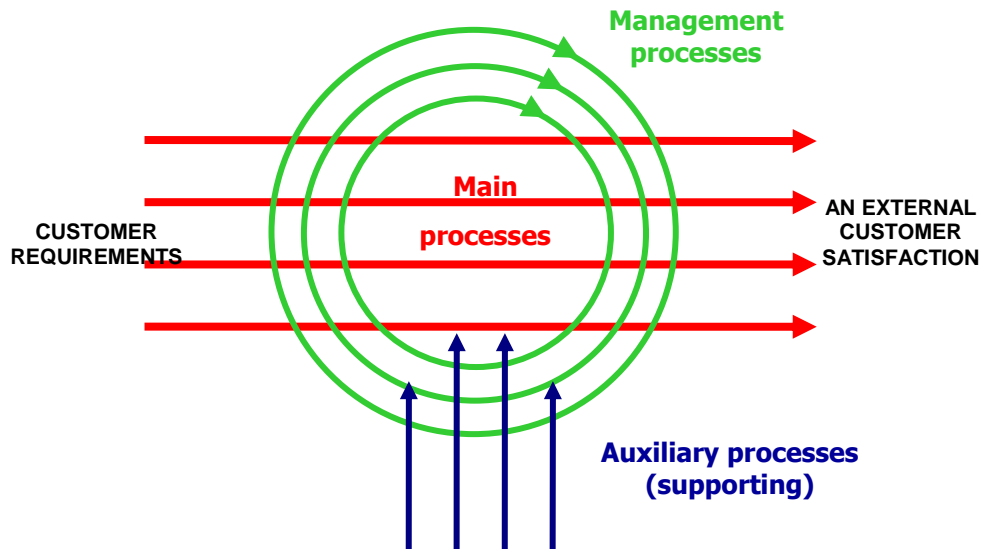 Management
processes
Main
processes
CUSTOMER
REQUIREMENTS
AN EXTERNAL
CUSTOMER
SATISFACTION
Auxiliary processes
(supporting)